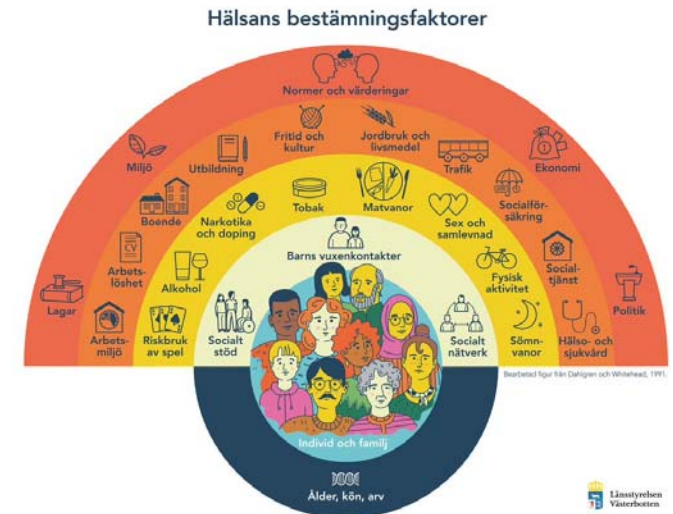 Hälsans bestämningsfaktorer
Normer och värderingar
Miljö
Ekonomi
Lagar
Politik
Utbildning
Fritid och
kultur
Jordbruk och
livsmedel
Trafik
Boende
Socialför-
säkring
Arbets-
löshet
Social-
tjänst
Arbets-
miljö
Hälso- och
sjukvård
CV
Narkotika
och doping
Tobak
Matvanor
Sex och
samlevnad
Alkohol
Fysisk
aktivitet
Riskbruk
av spel
Sömn-
vanor
Barns vuxenkontakter
Socialt
stöd
Socialt
nätverk
Individ och familj
Ålder, kön, arv
Bearbetad figur från Dahlgren och Whitehead, 1991.
Länsstyrelsen
Västerbotten